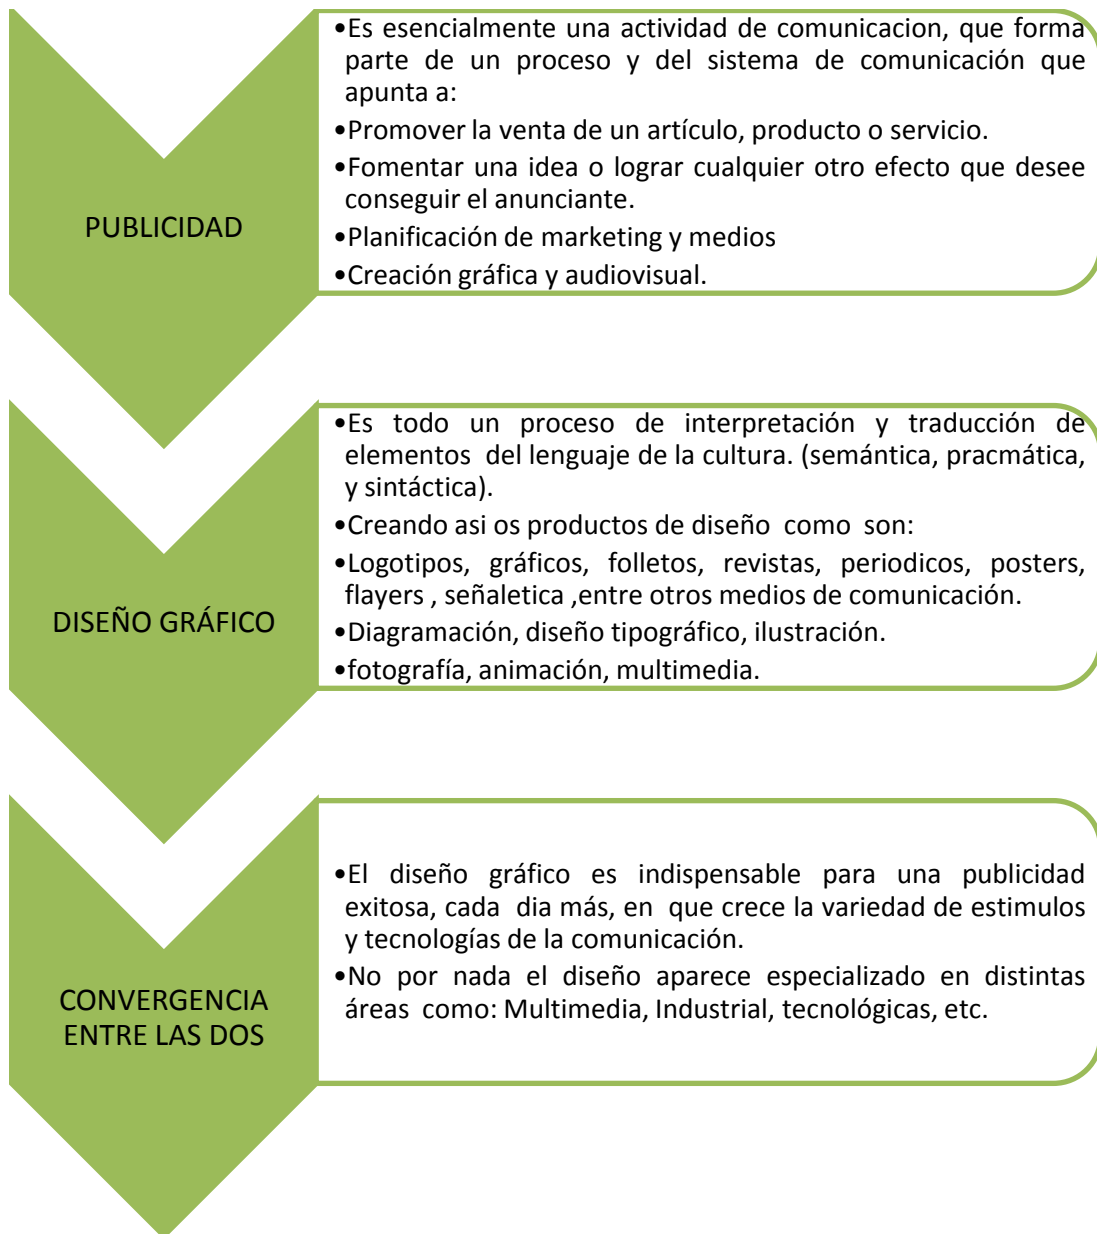 PUBLICIDAD
•Es esencialmente una actividad de comunicacion, que forma
parte de un proceso y del sistema de comunicación que
apunta a:
•Promover la venta de un artículo, producto o servicio.
•Fomentar una idea o lograr cualquier otro efecto que desee
conseguir el anunciante.
•Planificación de marketing y medios
•Creación gráfica y audiovisual.
DISEÑO GRÁFICO
•Es todo un proceso de interpretación y traducción de
elementos del lenguaje de la cultura. (semántica, pracmática,
y sintáctica).
•Creando asi os productos de diseño como son:
•Logotipos, gráficos, folletos, revistas, periodicos, posters,
flayers , señaletica ,entre otros medios de comunicación.
•Diagramación, diseño tipográfico, ilustración.
•fotografía, animación, multimedia.
CONVERGENCIA
ENTRE LAS DOS
•El diseño gráfico es indispensable para una publicidad
exitosa, cada dia más, en que crece la variedad de estimulos
y tecnologías de la comunicación.
•No por nada el diseño aparece especializado en distintas
áreas como: Multimedia, Industrial, tecnológicas, etc.